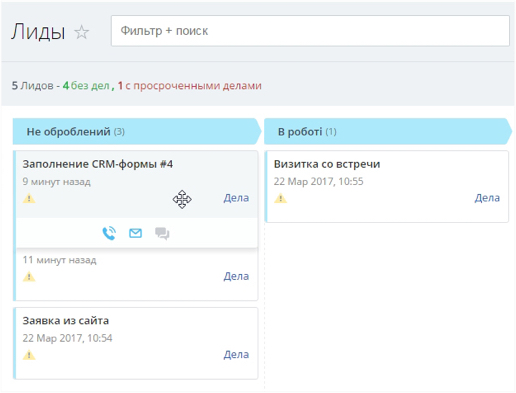 Лиды
Фильтр + поиск
5 Лидов - 4 без дел , 1 с просроченными делами
Не оброблений (3)
Заполнение CRM-формы #4
9 минут назад
Дела
11 минут назад
Дела
Заявка из сайта
22 Мар 2017, 10:54
Дела
В роботі (1)
Визитка со встречи
22 Мар 2017, 10:55
Дела